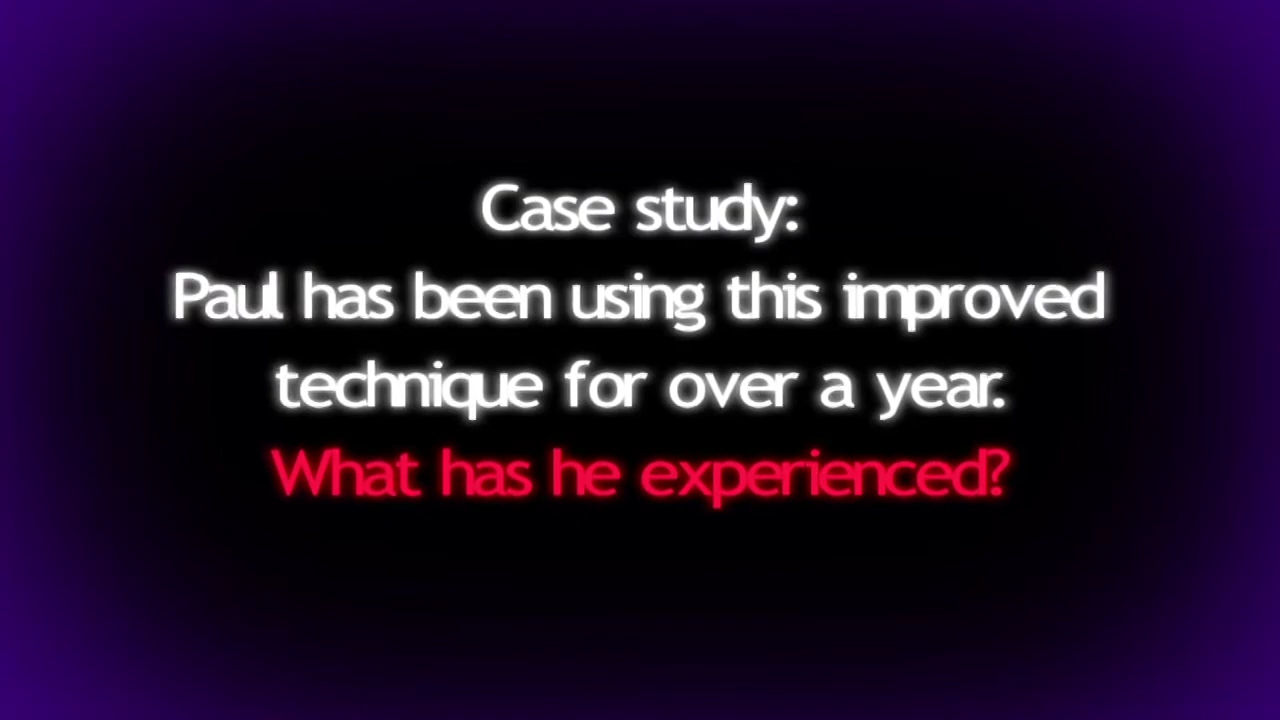 Case study:
Paul has been using this improved
technique for over a year.
What has he experienced?